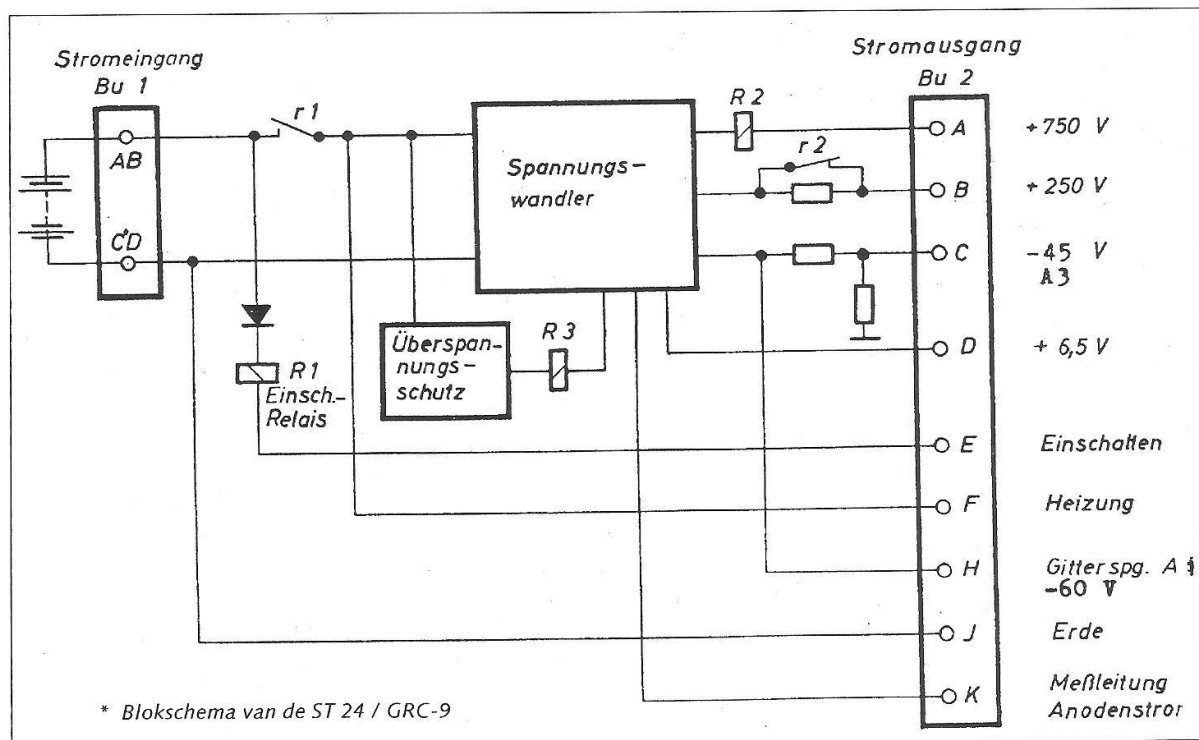 Stromeingang
Bu 1
AB
CD
r 1
R 1
Einsch.-
Relais
Überspan-
nungs-
schutz
R 3
Spannungs-
wandler
R 2
r 2
Stromausgang
Bu 2
A +750 V
B +250 V
C -45 V
A3
D + 6,5 V
E Einschalten
F Heizung
H Gitterspg. A 1
-60 V
J Erde
K Meßleitung
Anodenstror
* Blokschema van de ST 24 / GRC-9